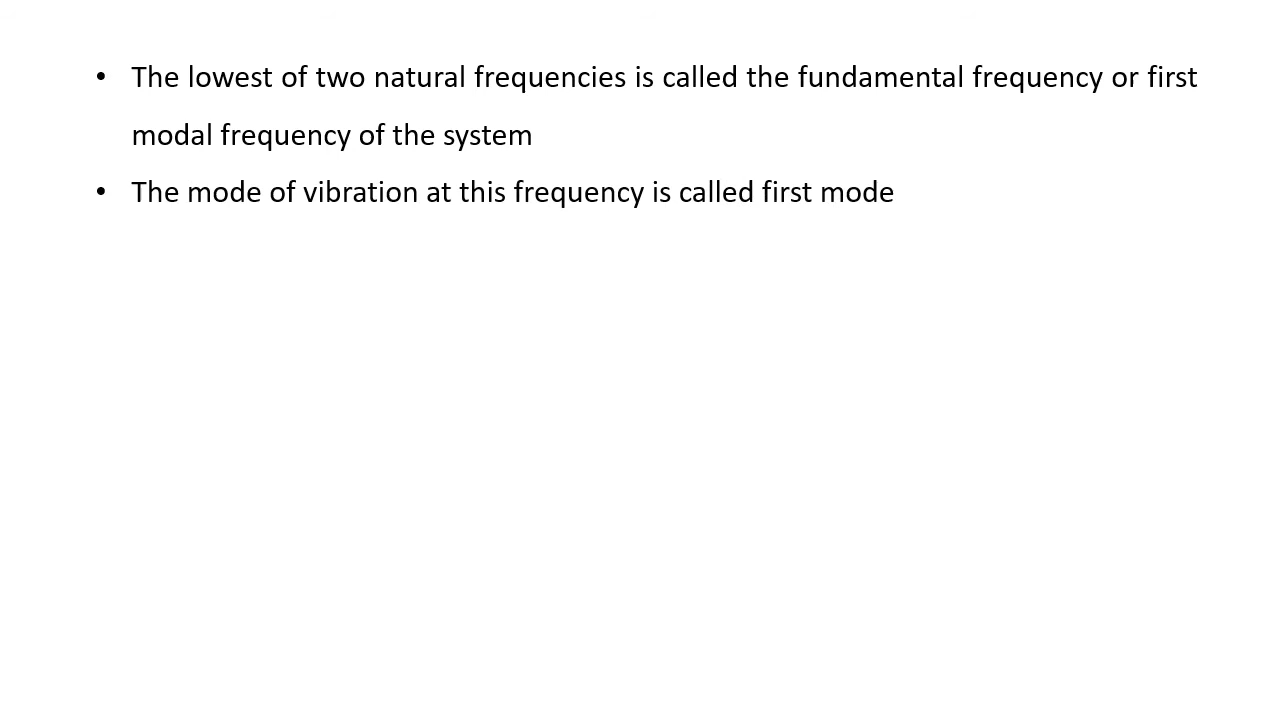 • The lowest of two natural frequencies is called the fundamental frequency or first
modal frequency of the system
• The mode of vibration at this frequency is called first mode